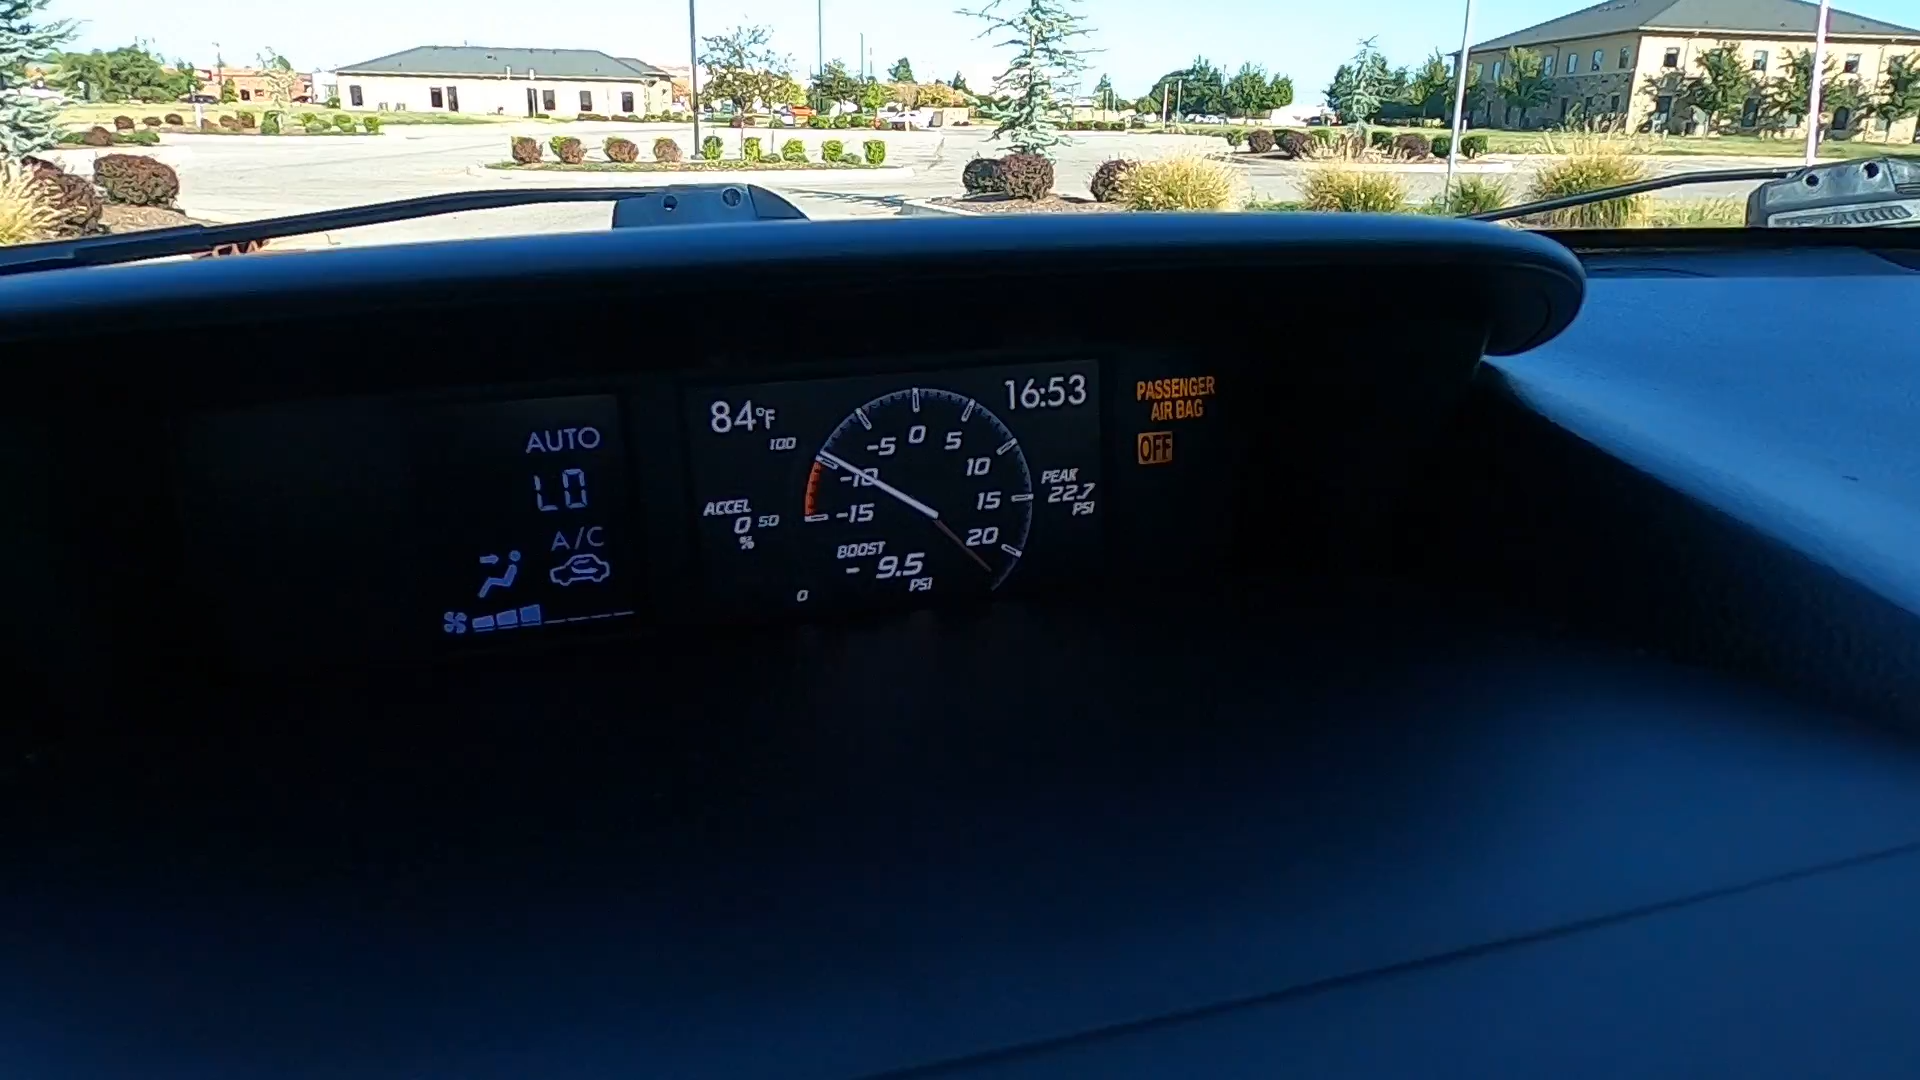 AUTO
LO
A/C
84°F
16:53
100
ACCEL
0 50
%
0
-15
-10
-5
0
5
10
15
20
BOOST
- 9.5
PSI
PEAK
22.7
PSI
PASSENGER
AIR BAG
OFF